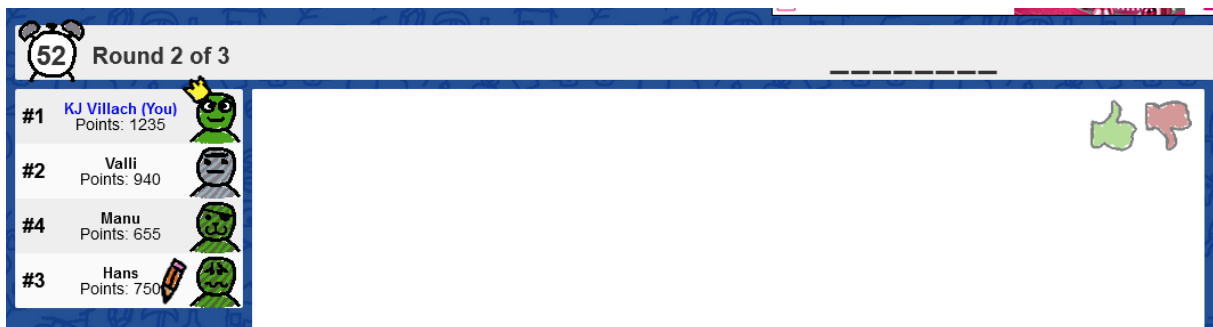 52
Round 2 of 3
________
#1
KJ Villach (You)
Points: 1235
#2
Valli
Points: 940
#4
Manu
Points: 655
#3
Hans
Points: 750